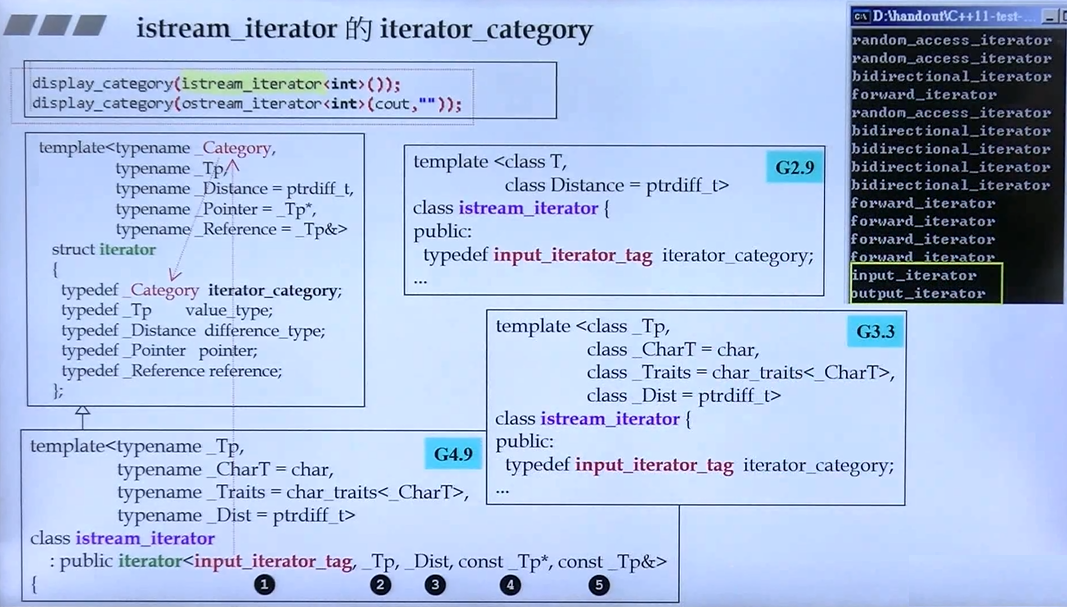 istream_iterator 的 iterator_category
display_category(istream_iterator<int>());
display_category(ostream_iterator<int>(cout,""));
template<typename _Category,
typename _Tp,
typename _Distance = ptrdiff_t,
typename _Pointer = _Tp*,
typename _Reference = _Tp&>
struct iterator
{
typedef _Category iterator_category;
typedef _Tp value_type;
typedef _Distance difference_type;
typedef _Pointer pointer;
typedef _Reference reference;
};
G2.9
template <class T,
class Distance = ptrdiff_t>
class istream_iterator {
public:
typedef input_iterator_tag iterator_category;
...
G3.3
template <class _Tp,
class _CharT = char,
class _Traits = char_traits<_CharT>,
class _Dist = ptrdiff_t>
class istream_iterator {
public:
typedef input_iterator_tag iterator_category;
...
G4.9
template<typename _Tp,
typename _CharT = char,
typename _Traits = char_traits<_CharT>,
typename _Dist = ptrdiff_t>
class istream_iterator
: public iterator<input_iterator_tag, _Tp, _Dist, const _Tp*, const _Tp&>
{ 1 2 3 4 5
D:\handout\C++11-test-...
random_access_iterator
random_access_iterator
bidirectional_iterator
forward_iterator
random_access_iterator
bidirectional_iterator
bidirectional_iterator
bidirectional_iterator
bidirectional_iterator
forward_iterator
forward_iterator
forward_iterator
forward_iterator
input_iterator
output_iterator